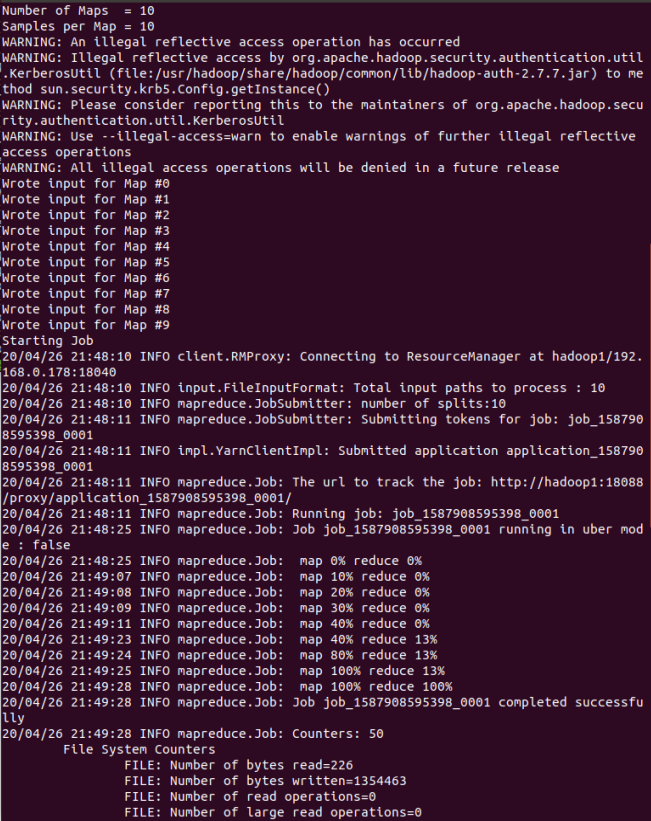 Number of Maps  = 10
Samples per Map = 10
WARNING: An illegal reflective access operation has occurred
WARNING: Illegal reflective access by org.apache.hadoop.security.authentication.util
.KerberosUtil (file:/usr/hadoop/share/hadoop/common/lib/hadoop-auth-2.7.7.jar) to me
thod sun.security.krb5.Config.getInstance()
WARNING: Please consider reporting this to the maintainers of org.apache.hadoop.secu
rity.authentication.util.KerberosUtil
WARNING: Use --illegal-access=warn to enable warnings of further illegal reflective
access operations
WARNING: All illegal access operations will be denied in a future release
Wrote input for Map #0
Wrote input for Map #1
Wrote input for Map #2
Wrote input for Map #3
Wrote input for Map #4
Wrote input for Map #5
Wrote input for Map #6
Wrote input for Map #7
Wrote input for Map #8
Wrote input for Map #9
Starting Job
20/04/26 21:48:10 INFO client.RMProxy: Connecting to ResourceManager at hadoop1/192.
168.0.178:18040
20/04/26 21:48:10 INFO input.FileInputFormat: Total input paths to process : 10
20/04/26 21:48:10 INFO mapreduce.JobSubmitter: number of splits:10
20/04/26 21:48:11 INFO mapreduce.JobSubmitter: Submitting tokens for job: job_158790
8595398_0001
20/04/26 21:48:11 INFO impl.YarnClientImpl: Submitted application application_158790
8595398_0001
20/04/26 21:48:11 INFO mapreduce.Job: The url to track the job: http://hadoop1:18088
/proxy/application_1587908595398_0001/
20/04/26 21:48:11 INFO mapreduce.Job: Running job: job_1587908595398_0001
20/04/26 21:48:25 INFO mapreduce.Job: Job job_1587908595398_0001 running in uber mod
e : false
20/04/26 21:48:25 INFO mapreduce.Job:  map 0% reduce 0%
20/04/26 21:49:07 INFO mapreduce.Job:  map 10% reduce 0%
20/04/26 21:49:08 INFO mapreduce.Job:  map 20% reduce 0%
20/04/26 21:49:09 INFO mapreduce.Job:  map 30% reduce 0%
20/04/26 21:49:11 INFO mapreduce.Job:  map 40% reduce 0%
20/04/26 21:49:23 INFO mapreduce.Job:  map 40% reduce 13%
20/04/26 21:49:24 INFO mapreduce.Job:  map 80% reduce 13%
20/04/26 21:49:25 INFO mapreduce.Job:  map 100% reduce 13%
20/04/26 21:49:28 INFO mapreduce.Job:  map 100% reduce 100%
20/04/26 21:49:28 INFO mapreduce.Job: Job job_1587908595398_0001 completed successfu
lly
20/04/26 21:49:28 INFO mapreduce.Job: Counters: 50
        File System Counters
                FILE: Number of bytes read=226
                FILE: Number of bytes written=1354463
                FILE: Number of read operations=0
                FILE: Number of large read operations=0